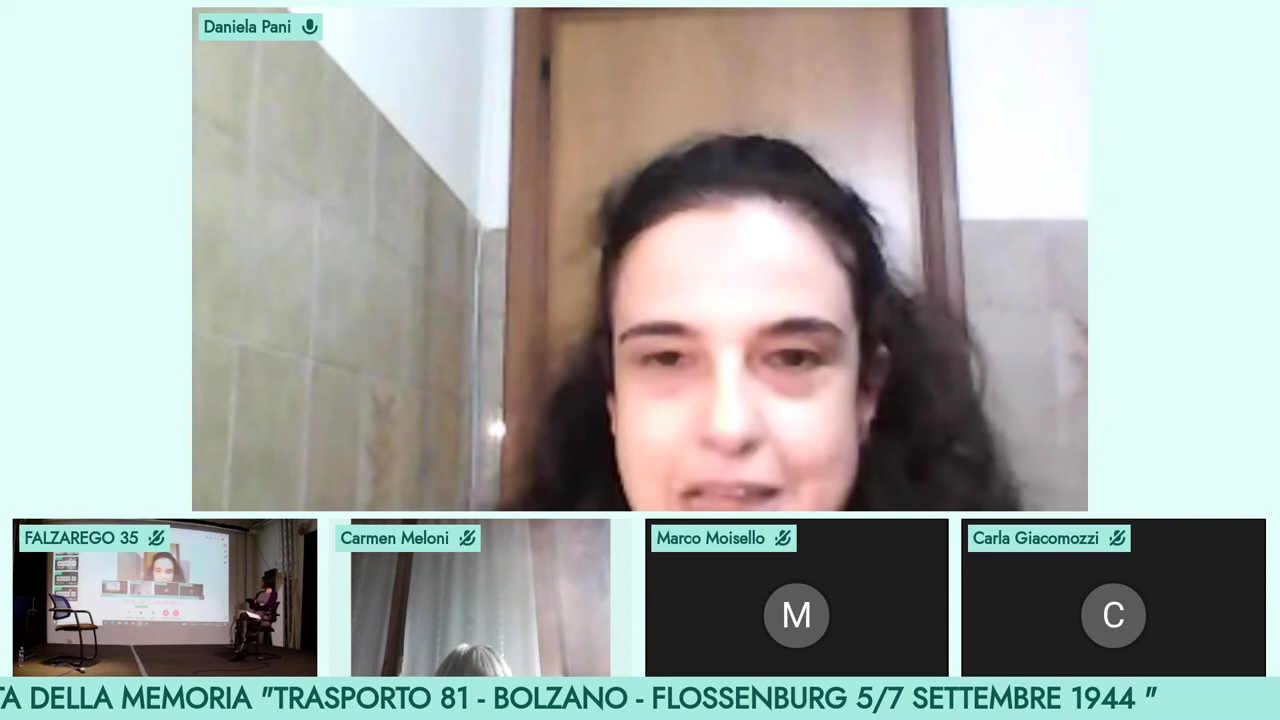 Daniela Pani
FALZAREGO 35
Carmen Meloni
Marco Moisello
M
Carla Giacomozzi
C
TA DELLA MEMORIA "TRASPORTO 81 - BOLZANO - FLOSSENBURG 5/7 SETTEMBRE 1944 "